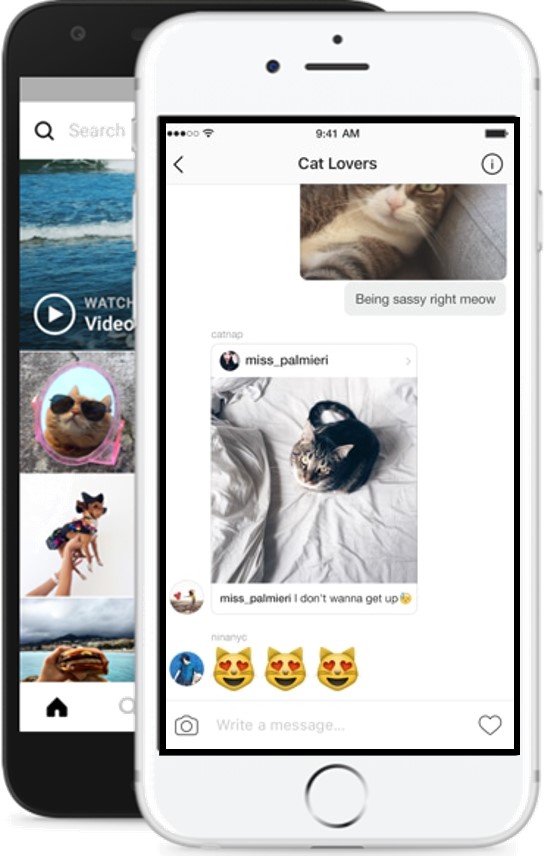 Search
WATCH
Video
9:41 AM
Cat Lovers
Being sassy right meow
catnap
miss_palmieri
miss_palmieri I don't wanna get up
ninanyc
Write a message...